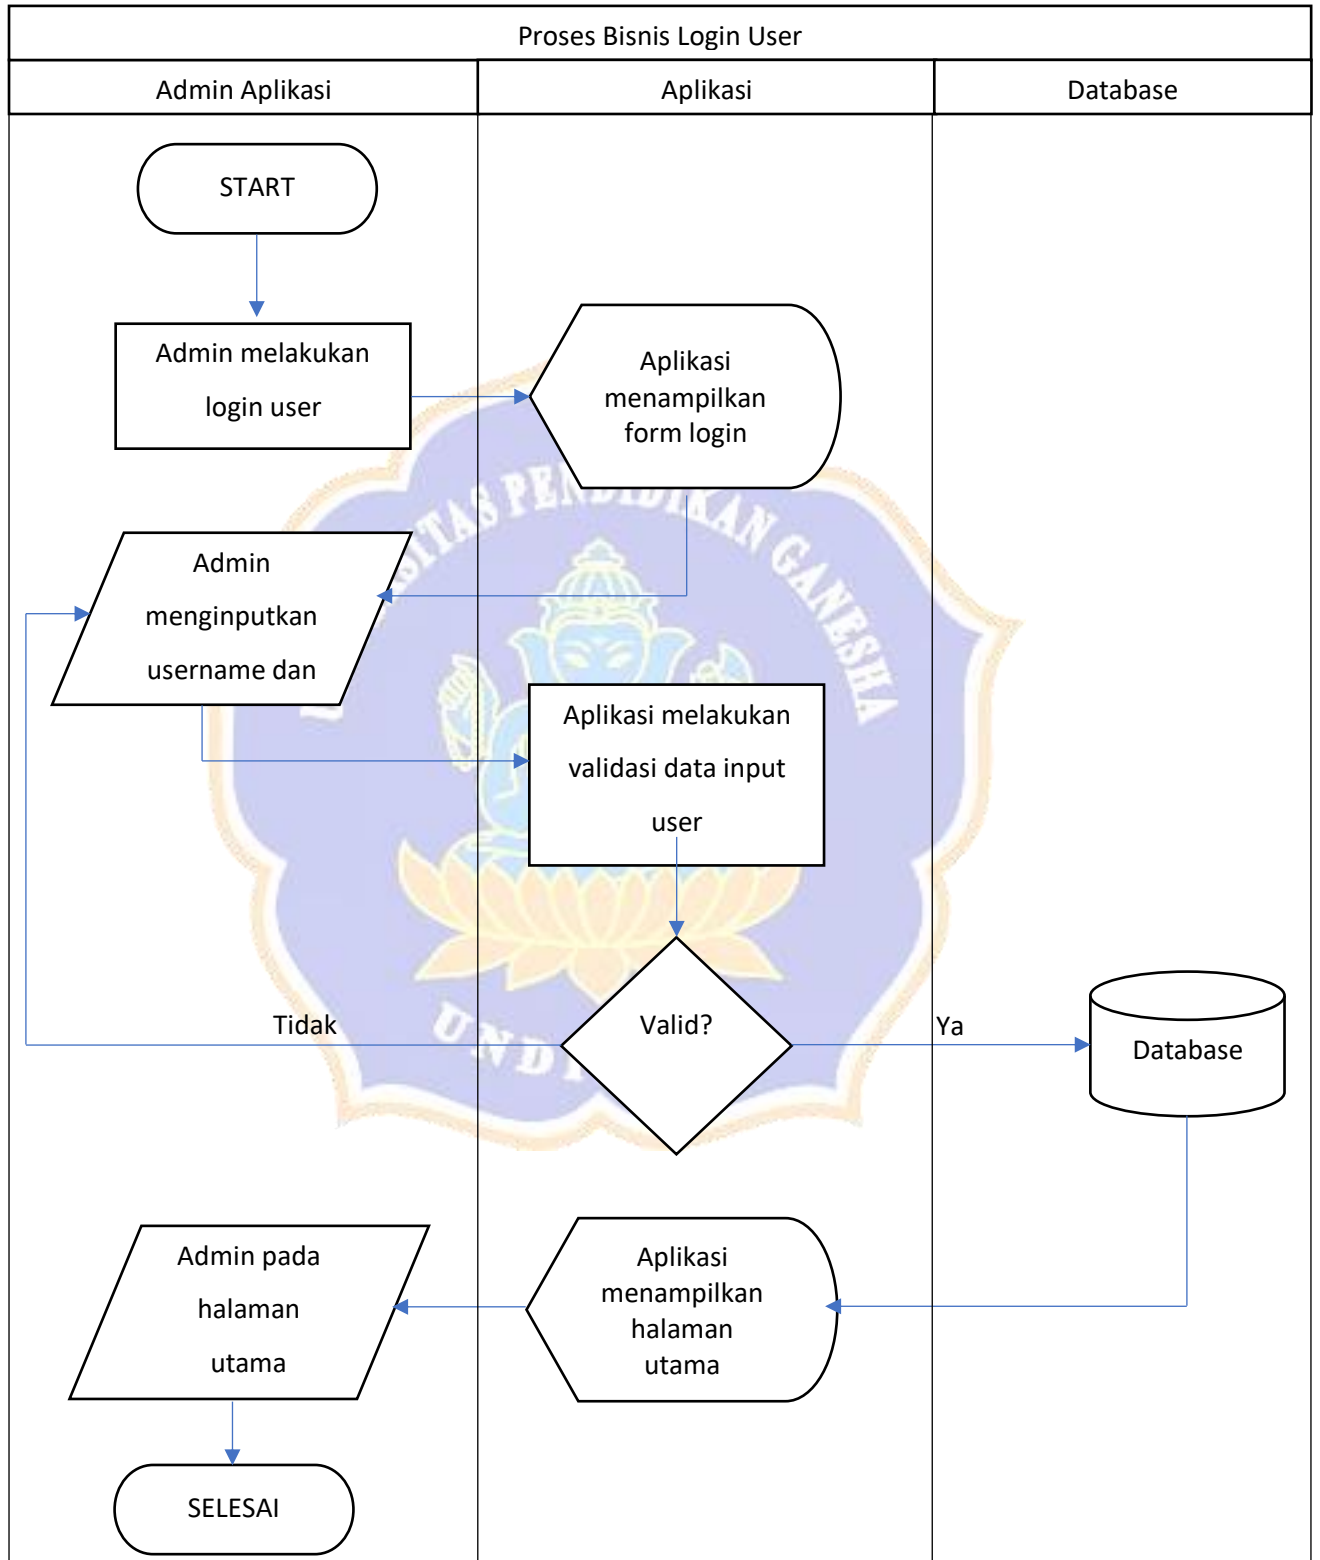 Proses Bisnis Login User
Admin Aplikasi
Aplikasi
Database
START
Admin melakukan
login user
Aplikasi
menampilkan
form login
Admin
menginputkan
username dan
Aplikasi melakukan
validasi data input
user
Valid?
Tidak
Ya
Database
Aplikasi
menampilkan
halaman
utama
Admin pada
halaman
utama
SELESAI
PENDIDIKAN GANESHA